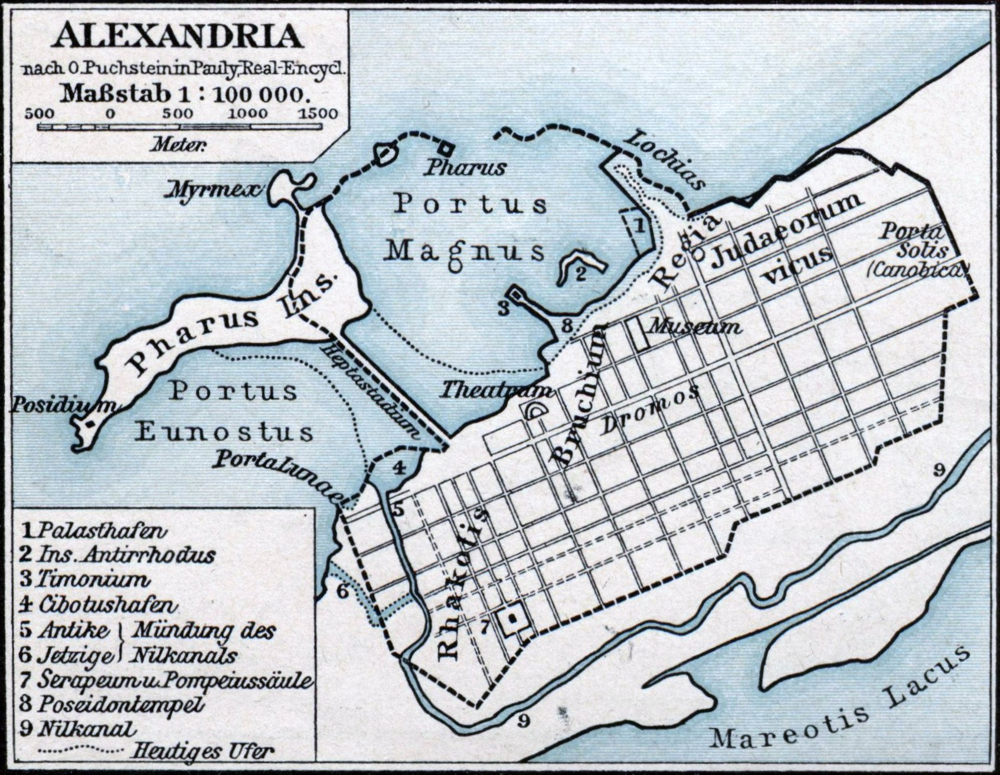 ALEXANDRIA
nach O. Puchstein in Pauly, Real-Encycl.
Maßstab 1 : 100 000.
500 0 500 1000 1500
Meter.
Lochias
Pharus
Myrmex
Portus
Magnus
1
Regia
Judaeorum
vicus
Porta
Solis
(Canobica)
2
3
8
Pharus Ins.
Museum
Heptastadium
Theatrum
Bruchium
Dromos
Portus
Eunostus
Posidium
Porta Lunae
4
5
9
Rhakotis
6
7
9
Mareotis Lacus
1 Palasthafen
2 Ins. Antirrhodus
3 Timonium
4 Cibotushafen
5 Antike } Mündung des
6 Jetzige } Nilkanals
7 Serapeum u. Pompeiussäule
8 Poseidontempel
9 Nilkanal
Heutiges Ufer